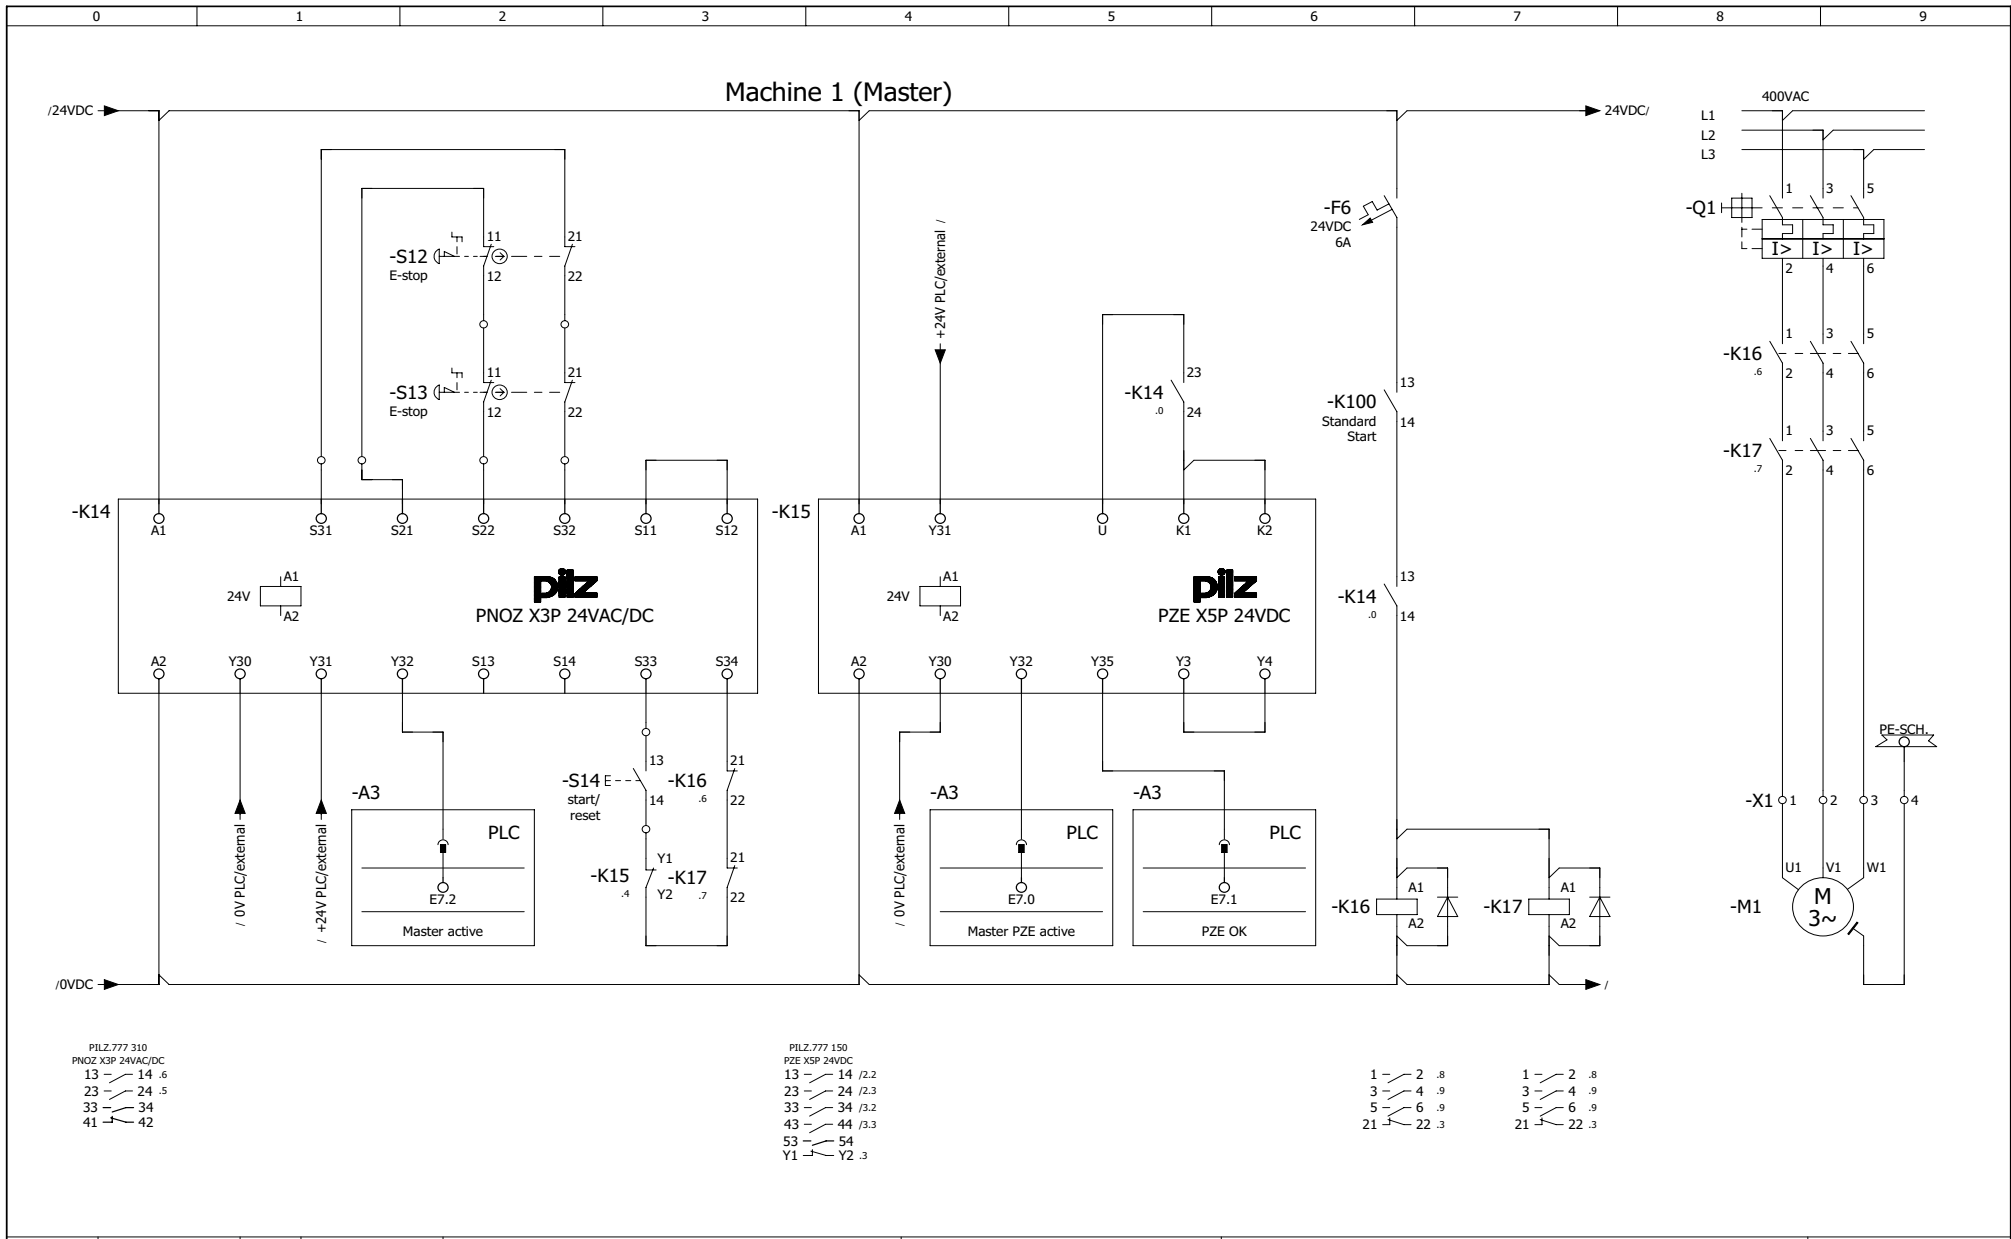 0 1 2 3 4 5 6 7 8 9
Machine 1 (Master)
/24VDC
24VDC/
400VAC
L1
L2
L3
-S12
E-stop
11
12
21
22
-S13
E-stop
11
12
21
22
+24V PLC/external /
-K14
.0
23
24
-F6
24VDC
6A
-K100
Standard
Start
13
14
-K14
.0
13
14
-Q1
1 3 5
I> I> I>
2 4 6
-K16
.6
1 3 5
2 4 6
-K17
.7
1 3 5
2 4 6
-K14
A1 S31 S21 S22 S32 S11 S12
24V
A1
A2
pilz
PNOZ X3P 24VAC/DC
A2 Y30 Y31 Y32 S13 S14 S33 S34
-K15
A1 Y31 U K1 K2
24V
A1
A2
pilz
PZE X5P 24VDC
A2 Y30 Y32 Y35 Y3 Y4
/ 0V PLC/external
/ +24V PLC/external
-A3
PLC
E7.2
Master active
-S14
start/
reset
13
14
-K16
.6
21
22
-K15
.4
Y1
Y2
-K17
.7
21
22
/ 0V PLC/external
-A3
PLC
E7.0
Master PZE active
-A3
PLC
E7.1
PZE OK
-K16
A1
A2
-K17
A1
A2
PE-SCH.
-X1 1 2 3 4
U1 V1 W1
-M1
M
3~
/0VDC
/
PILZ.777 310
PNOZ X3P 24VAC/DC
13 14 .6
23 24 .5
33 34
41 42
PILZ.777 150
PZE X5P 24VDC
13 14 /2.2
23 24 /2.3
33 34 /3.2
43 44 /3.3
53 54
Y1 Y2 .3
1 2 .8
3 4 .9
5 6 .9
21 22 .3
1 2 .8
3 4 .9
5 6 .9
21 22 .3